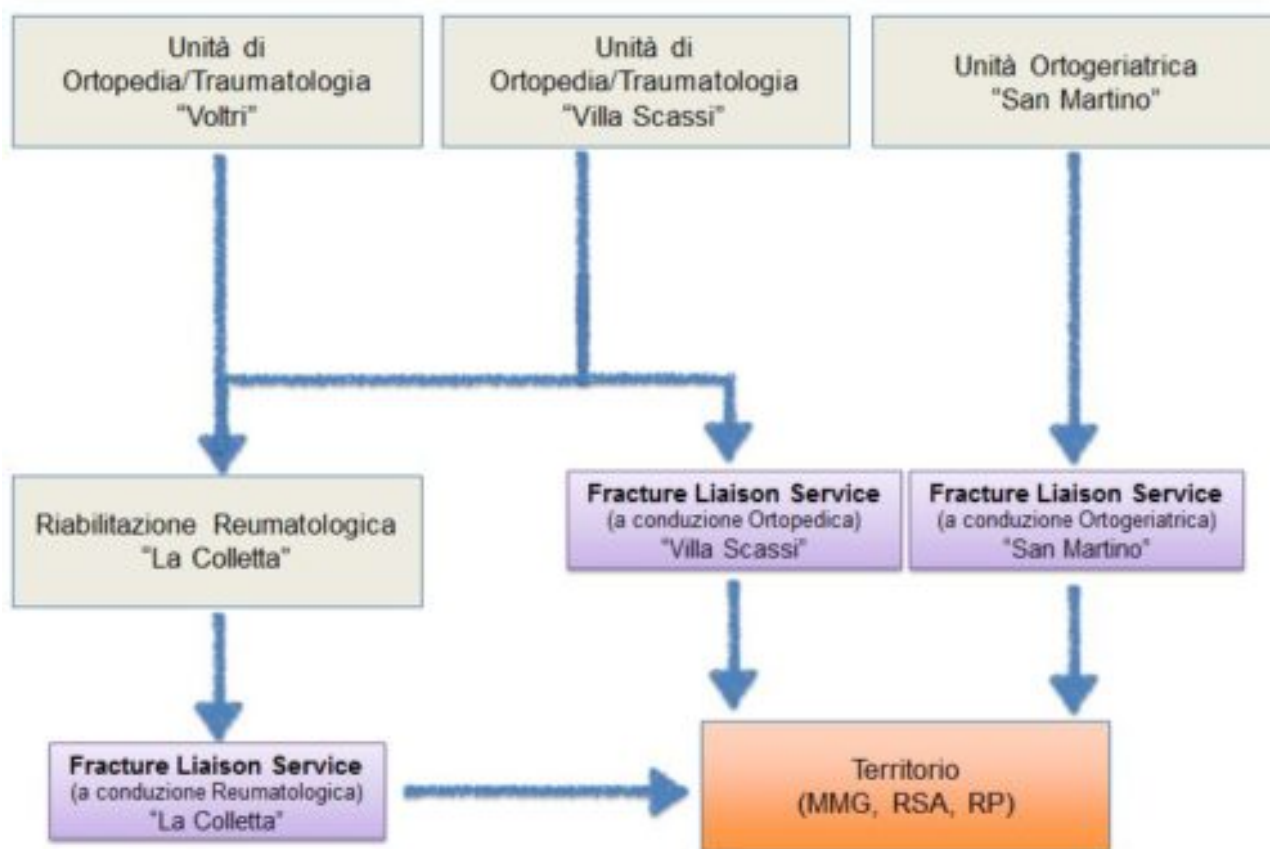 Unità di
Ortopedia/Traumatologia
"Voltri"
Unità di
Ortopedia/Traumatologia
"Villa Scassi"
Unità Ortogeriatrica
"San Martino"
Riabilitazione Reumatologica
"La Colletta"
Fracture Liaison Service
(a conduzione Ortopedica)
"Villa Scassi"
Fracture Liaison Service
(a conduzione Ortogeriatrica)
"San Martino"
Fracture Liaison Service
(a conduzione Reumatologica)
"La Colletta"
Territorio
(MMG, RSA, RP)